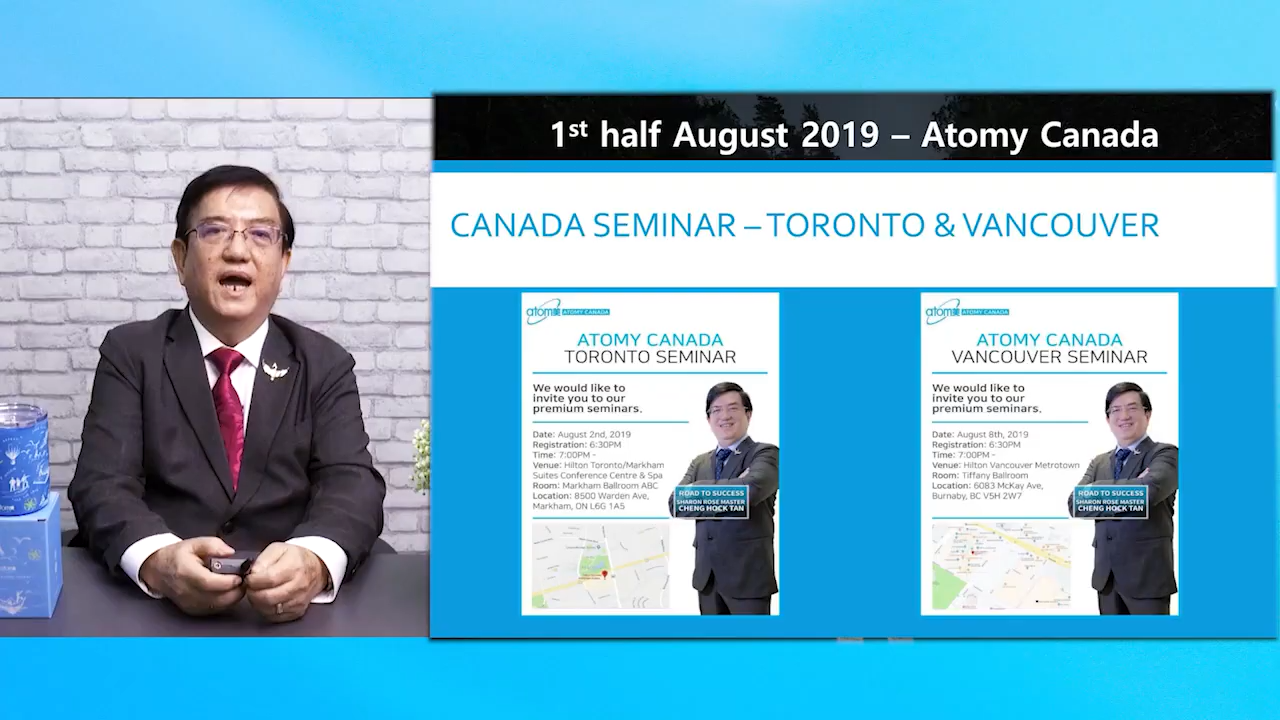 1st half August 2019 – Atomy Canada
CANADA SEMINAR – TORONTO & VANCOUVER
atomy ATOMY CANADA
ATOMY CANADA
TORONTO SEMINAR
We would like to
invite you to our
premium seminars.
Date: August 2nd, 2019
Registration: 6:30PM
Time: 7:00PM -
Venue: Hilton Toronto/Markham
Suites Conference Centre & Spa
Room: Markham Ballroom ABC
Location: 8500 Warden Ave,
Markham, ON L6G 1A5
ROAD TO SUCCESS
SHARON ROSE MASTER
CHENG HOCK TAN
atomy ATOMY CANADA
ATOMY CANADA
VANCOUVER SEMINAR
We would like to
invite you to our
premium seminars.
Date: August 8th, 2019
Registration: 6:30PM
Time: 7:00PM -
Venue: Hilton Vancouver Metrotown
Room: Tiffany Ballroom
Location: 6083 McKay Ave,
Burnaby, BC V5H 2W7
ROAD TO SUCCESS
SHARON ROSE MASTER
CHENG HOCK TAN